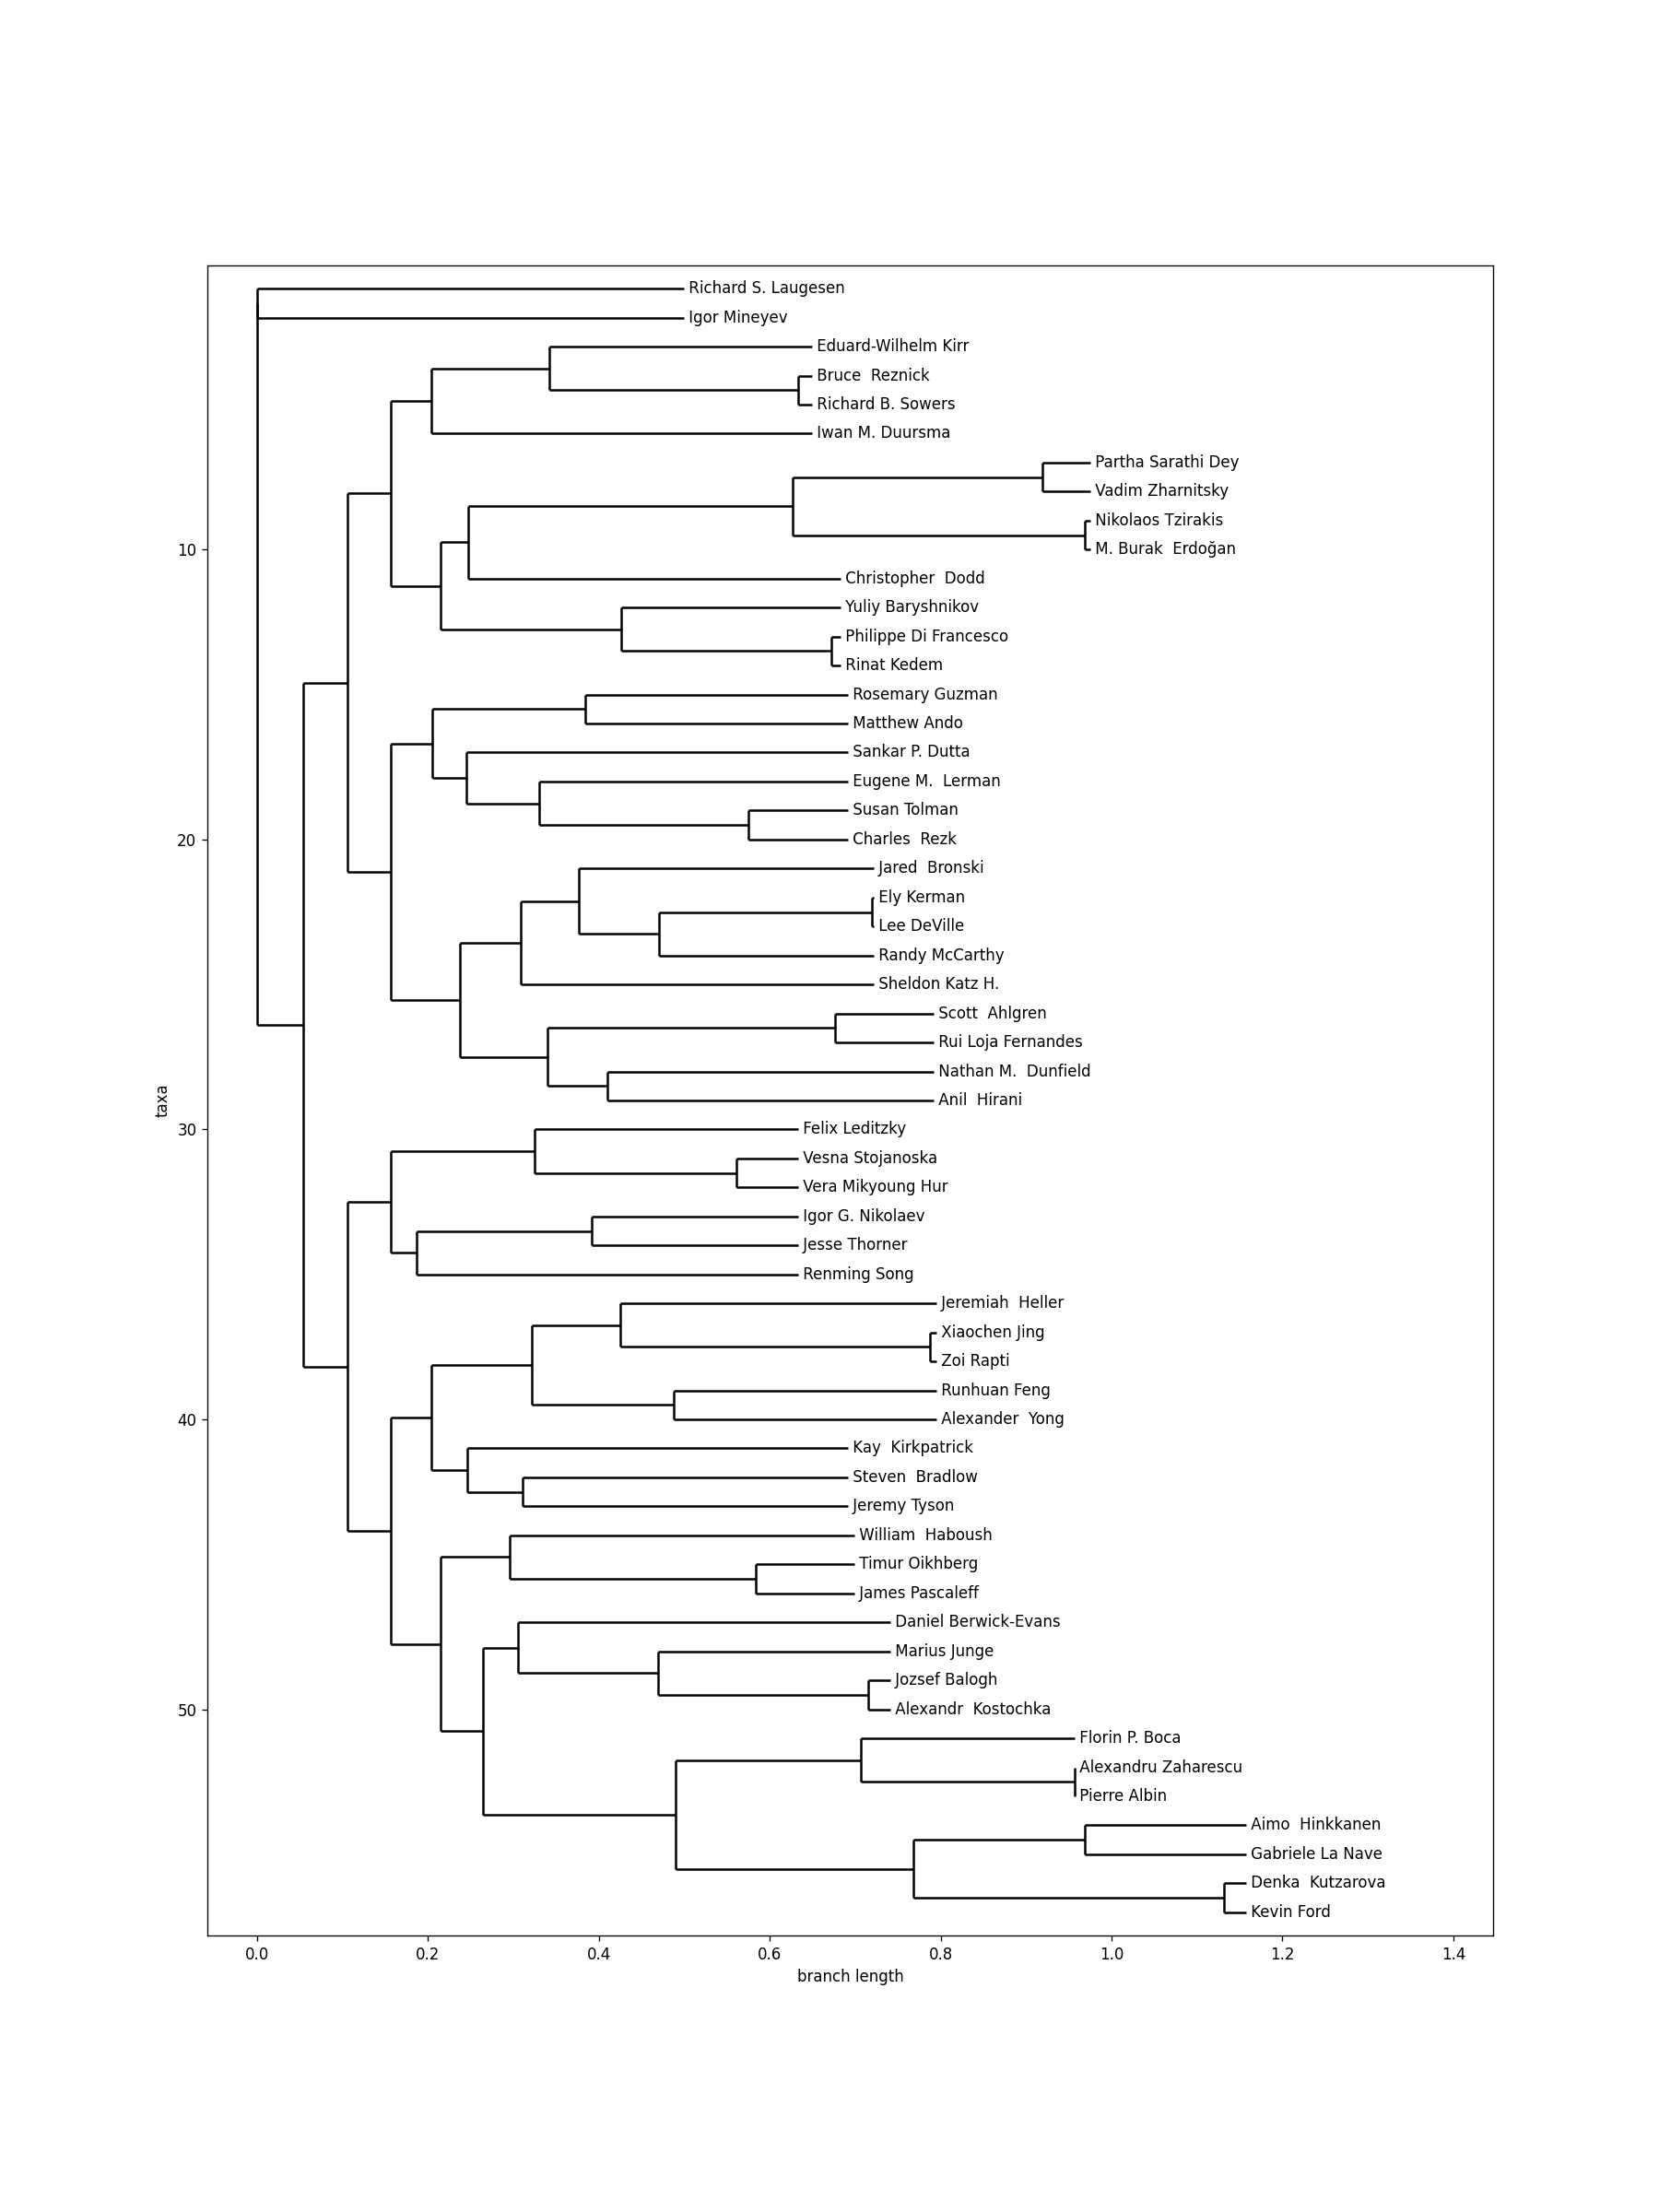 Richard S. Laugesen
Igor Mineyev
Eduard-Wilhelm Kirr
Bruce  Reznick
Richard B. Sowers
Iwan M. Duursma
Partha Sarathi Dey
Vadim Zharnitsky
Nikolaos Tzirakis
10 M. Burak  Erdoğan
Christopher  Dodd
Yuliy Baryshnikov
Philippe Di Francesco
Rinat Kedem
Rosemary Guzman
Matthew Ando
Sankar P. Dutta
Eugene M.  Lerman
Susan Tolman
20 Charles  Rezk
Jared  Bronski
Ely Kerman
Lee DeVille
Randy McCarthy
Sheldon Katz H.
Scott  Ahlgren
Rui Loja Fernandes
Nathan M.  Dunfield
taxa
Anil  Hirani
30 Felix Leditzky
Vesna Stojanoska
Vera Mikyoung Hur
Igor G. Nikolaev
Jesse Thorner
Renming Song
Jeremiah  Heller
Xiaochen Jing
Zoi Rapti
Runhuan Feng
40 Alexander  Yong
Kay  Kirkpatrick
Steven  Bradlow
Jeremy Tyson
William  Haboush
Timur Oikhberg
James Pascaleff
Daniel Berwick-Evans
Marius Junge
Jozsef Balogh
50 Alexandr  Kostochka
Florin P. Boca
Alexandru Zaharescu
Pierre Albin
Aimo  Hinkkanen
Gabriele La Nave
Denka  Kutzarova
Kevin Ford
0.0 0.2 0.4 0.6 0.8 1.0 1.2 1.4
branch length